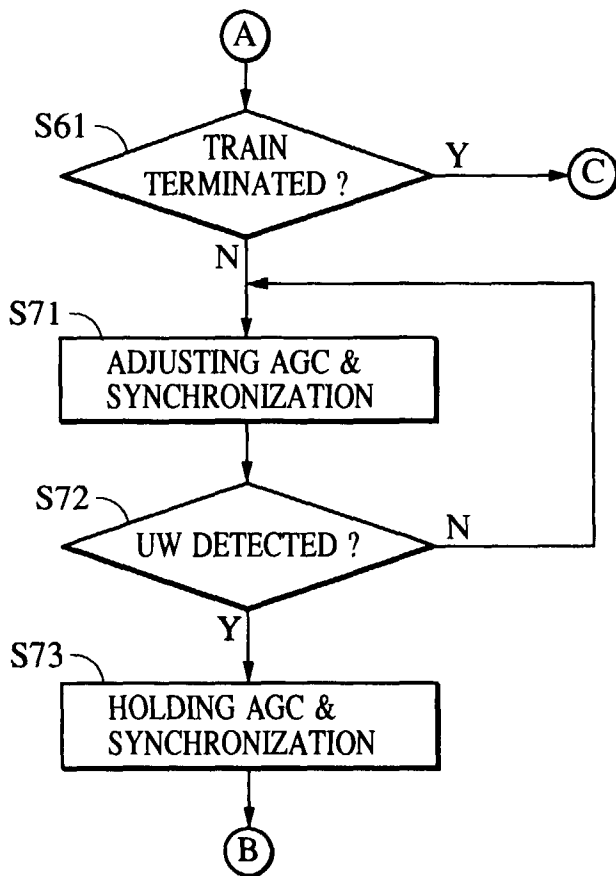 A
S61
TRAIN
TERMINATED ?
Y
C
N
S71
ADJUSTING AGC &
SYNCHRONIZATION
S72
UW DETECTED ?
N
Y
S73
HOLDING AGC &
SYNCHRONIZATION
B